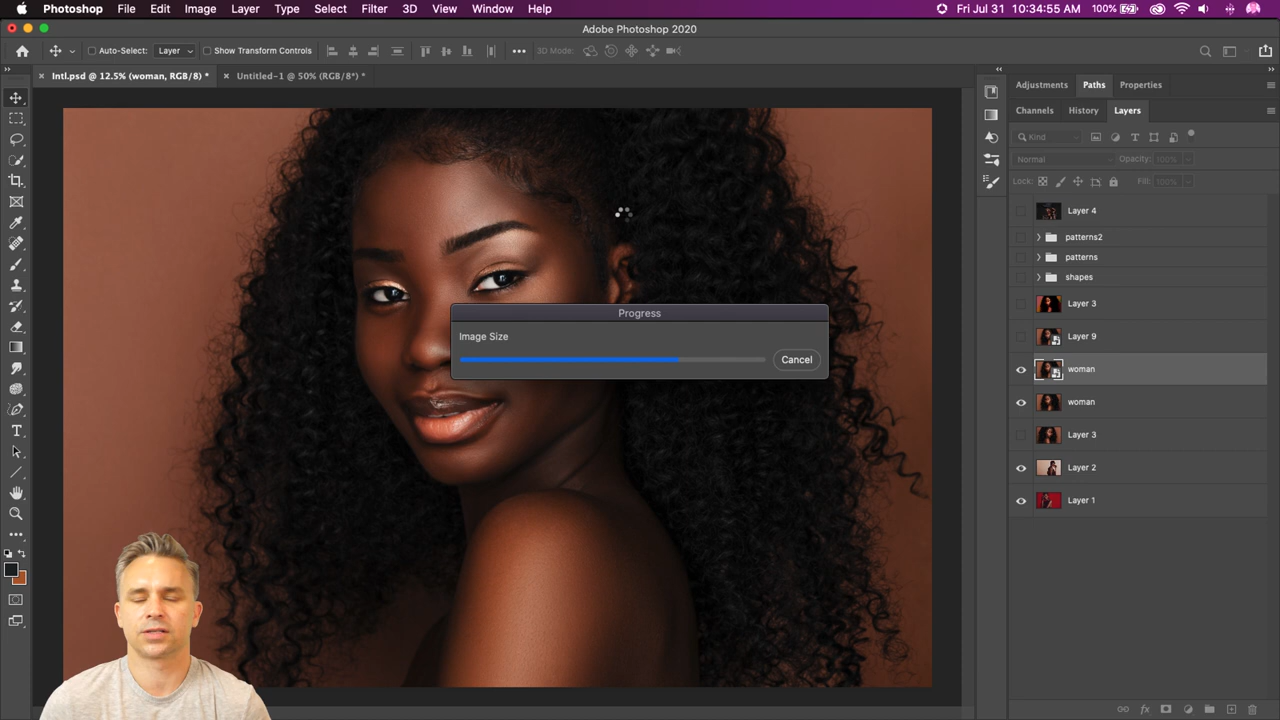 Photoshop File Edit Image Layer Type Select Filter 3D View Window Help 100% Fri Jul 31 10:34:55 AM
Adobe Photoshop 2020
Auto-Select: Layer Show Transform Controls 3D Mode:
Intl.psd @ 12.5% (woman, RGB/8) * Untitled-1 @ 50% (RGB/8*) *
Adjustments Paths Properties
Channels History Layers
Kind
Normal Opacity: 100%
Lock: Fill: 100%
Layer 4
patterns2
patterns
shapes
Layer 3
Layer 9
woman
woman
Layer 3
Layer 2
Layer 1
Progress
Image Size
Cancel